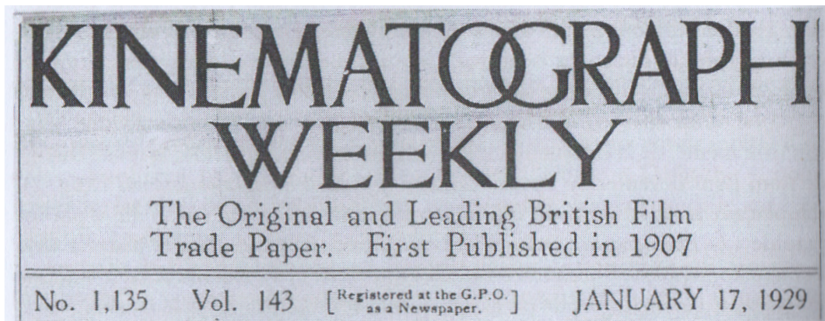 KINEMATOGRAPH
WEEKLY
The Original and Leading British Film
Trade Paper. First Published in 1907
No. 1,135 Vol. 143 [Registered at the G.P.O. as a Newspaper.] JANUARY 17, 1929